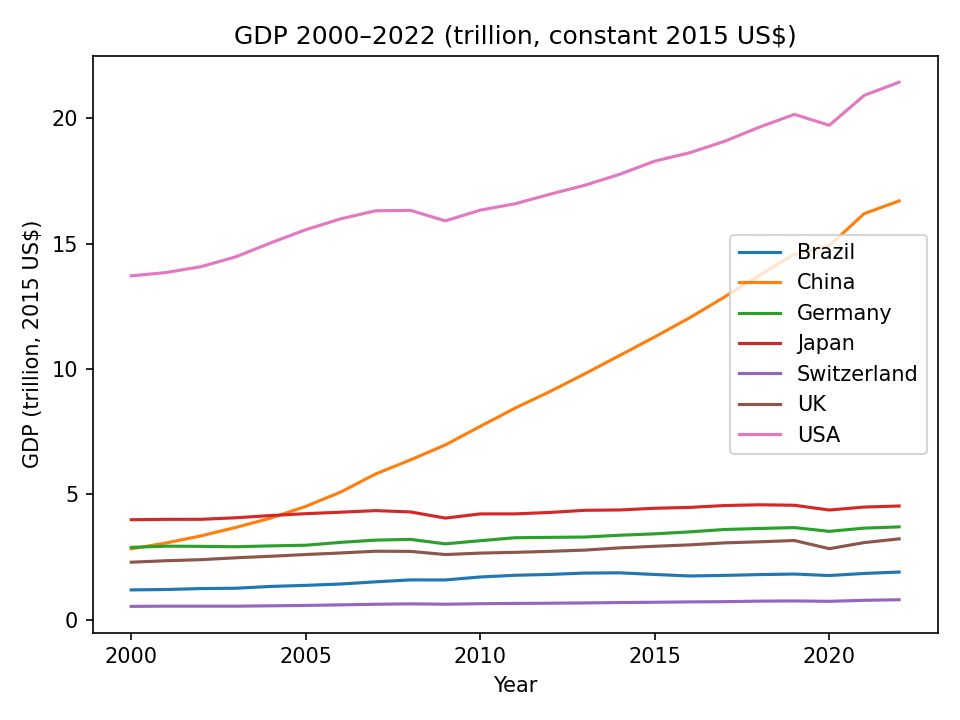 GDP 2000–2022 (trillion, constant 2015 US$)
GDP (trillion, 2015 US$)
20
15
10
5
0
Brazil
China
Germany
Japan
Switzerland
UK
USA
2000 2005 2010 2015 2020
Year